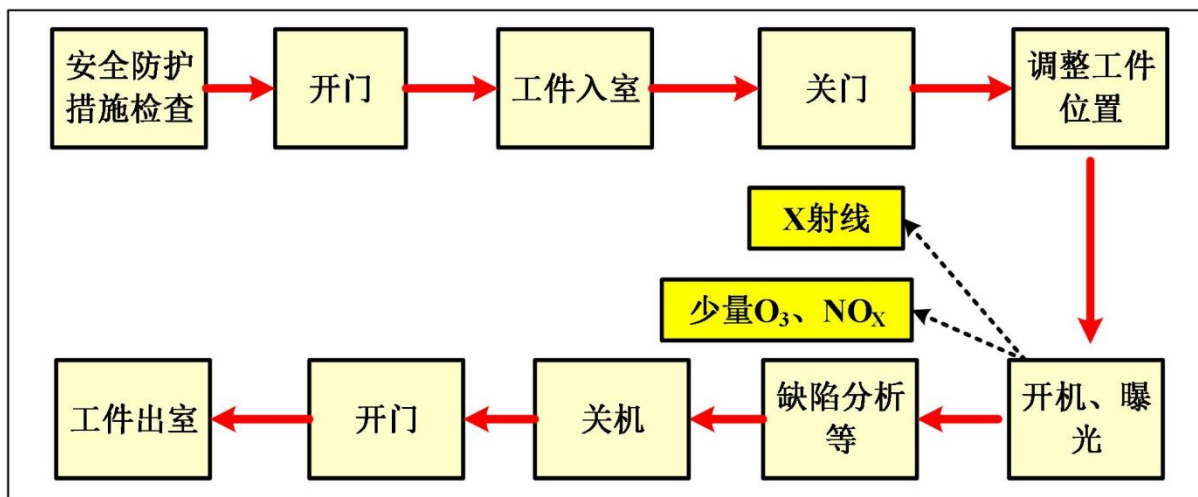 安全防护
措施检查
开门
工件入室
关门
调整工件
位置
X射线
少量O₃、NOₓ
工件出室
开门
关机
缺陷分析
等
开机、曝
光